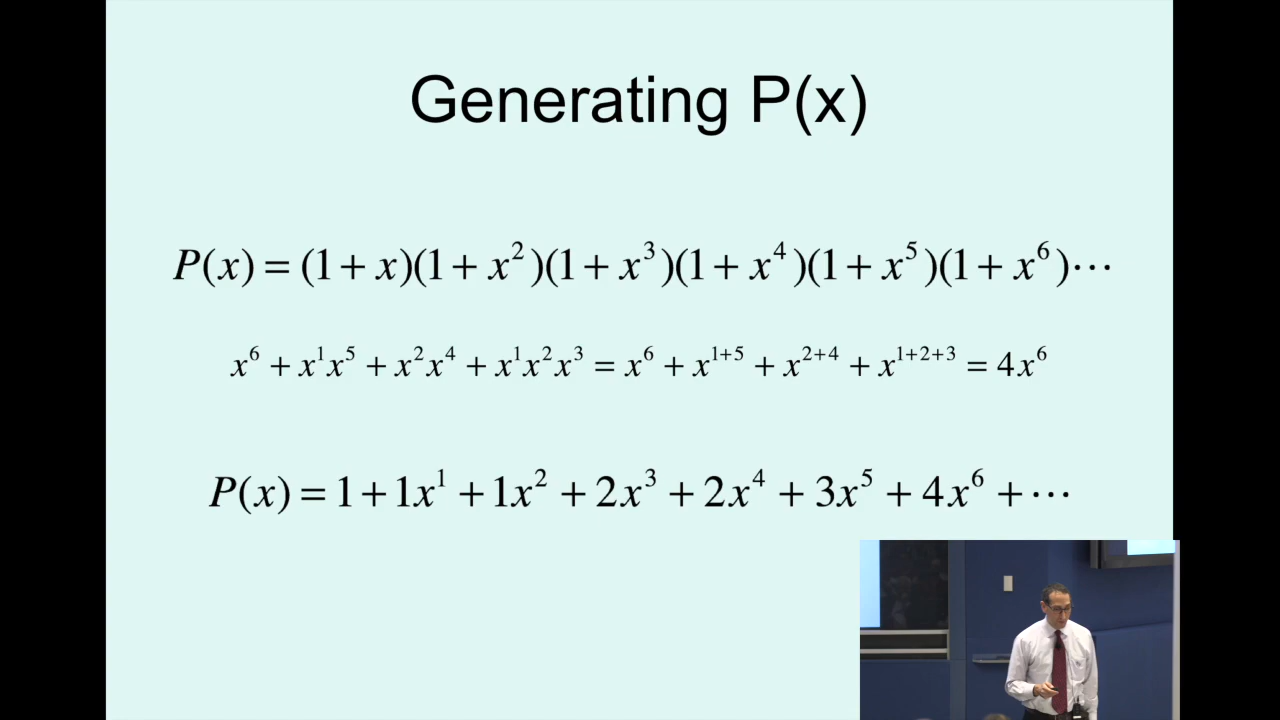 Generating P(x)
P(x) = (1 + x)(1 + x²)(1 + x³)(1 + x⁴)(1 + x⁵)(1 + x⁶)⋯
x⁶ + x¹x⁵ + x²x⁴ + x¹x²x³ = x⁶ + x¹⁺⁵ + x²⁺⁴ + x¹⁺²⁺³ = 4x⁶
P(x) = 1 + 1x¹ + 1x² + 2x³ + 2x⁴ + 3x⁵ + 4x⁶ + ⋯